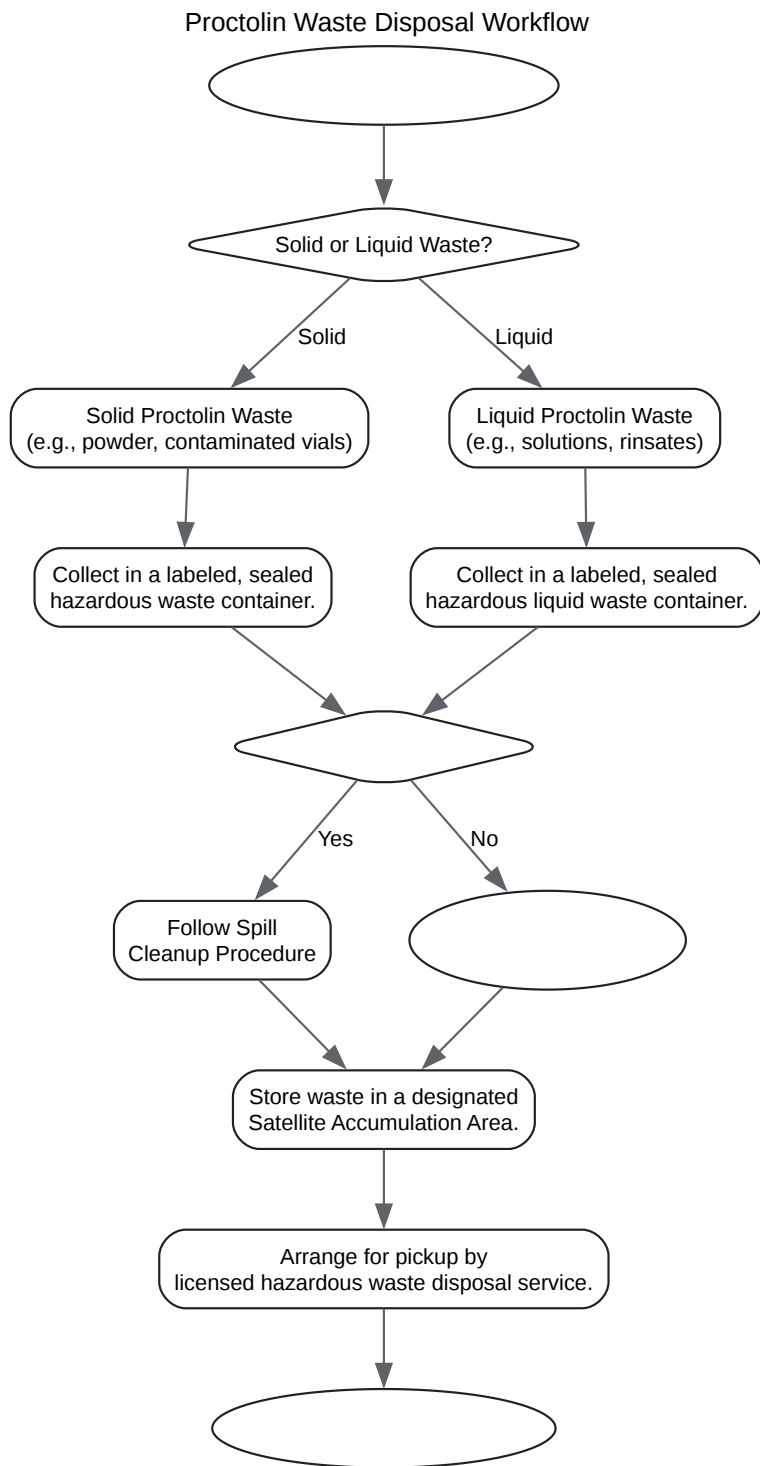 Proctolin Waste Disposal Workflow
Solid or Liquid Waste?
Solid
Liquid
Solid Proctolin Waste
(e.g., powder, contaminated vials)
Liquid Proctolin Waste
(e.g., solutions, rinsates)
Collect in a labeled, sealed
hazardous waste container.
Collect in a labeled, sealed
hazardous liquid waste container.
Yes
No
Follow Spill
Cleanup Procedure
Store waste in a designated
Satellite Accumulation Area.
Arrange for pickup by
licensed hazardous waste disposal service.